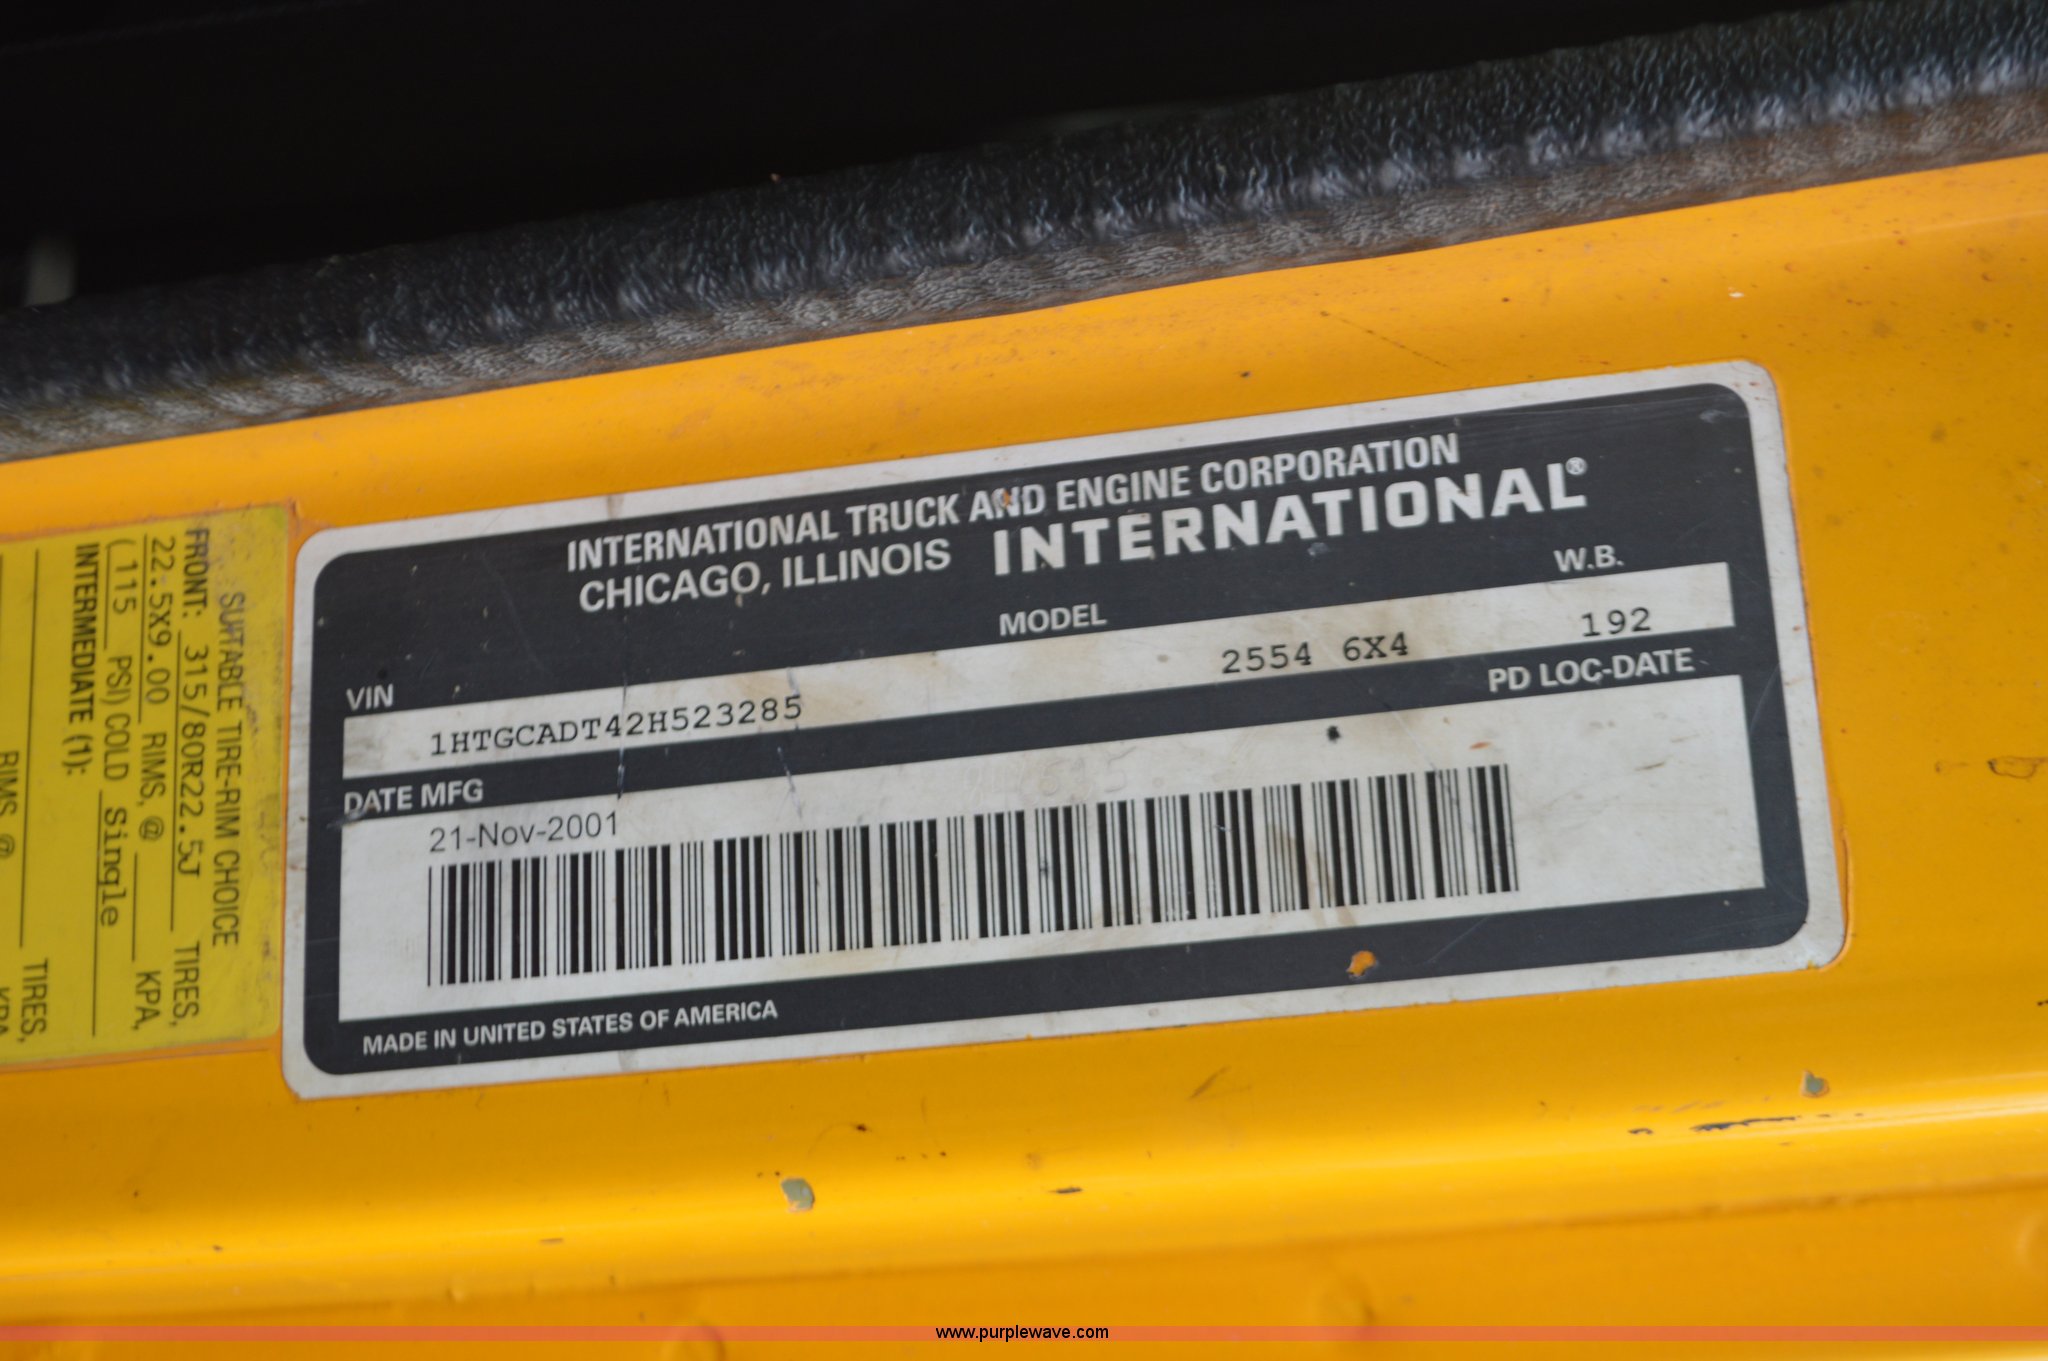 INTERNATIONAL TRUCK AND ENGINE CORPORATION
CHICAGO, ILLINOIS INTERNATIONAL®
VIN MODEL W.B.
1HTGCADT42H523285 2554 6X4 192
DATE MFG PD LOC-DATE
21-Nov-2001
MADE IN UNITED STATES OF AMERICA
SUITABLE TIRE-RIM CHOICE
FRONT: 315/80R22.5J TIRES,
22.5X9.00 RIMS, @ KPA,
(115 PSI) COLD Single
INTERMEDIATE (1):
TIRES,
RIMS @ KPA
www.purplewave.com